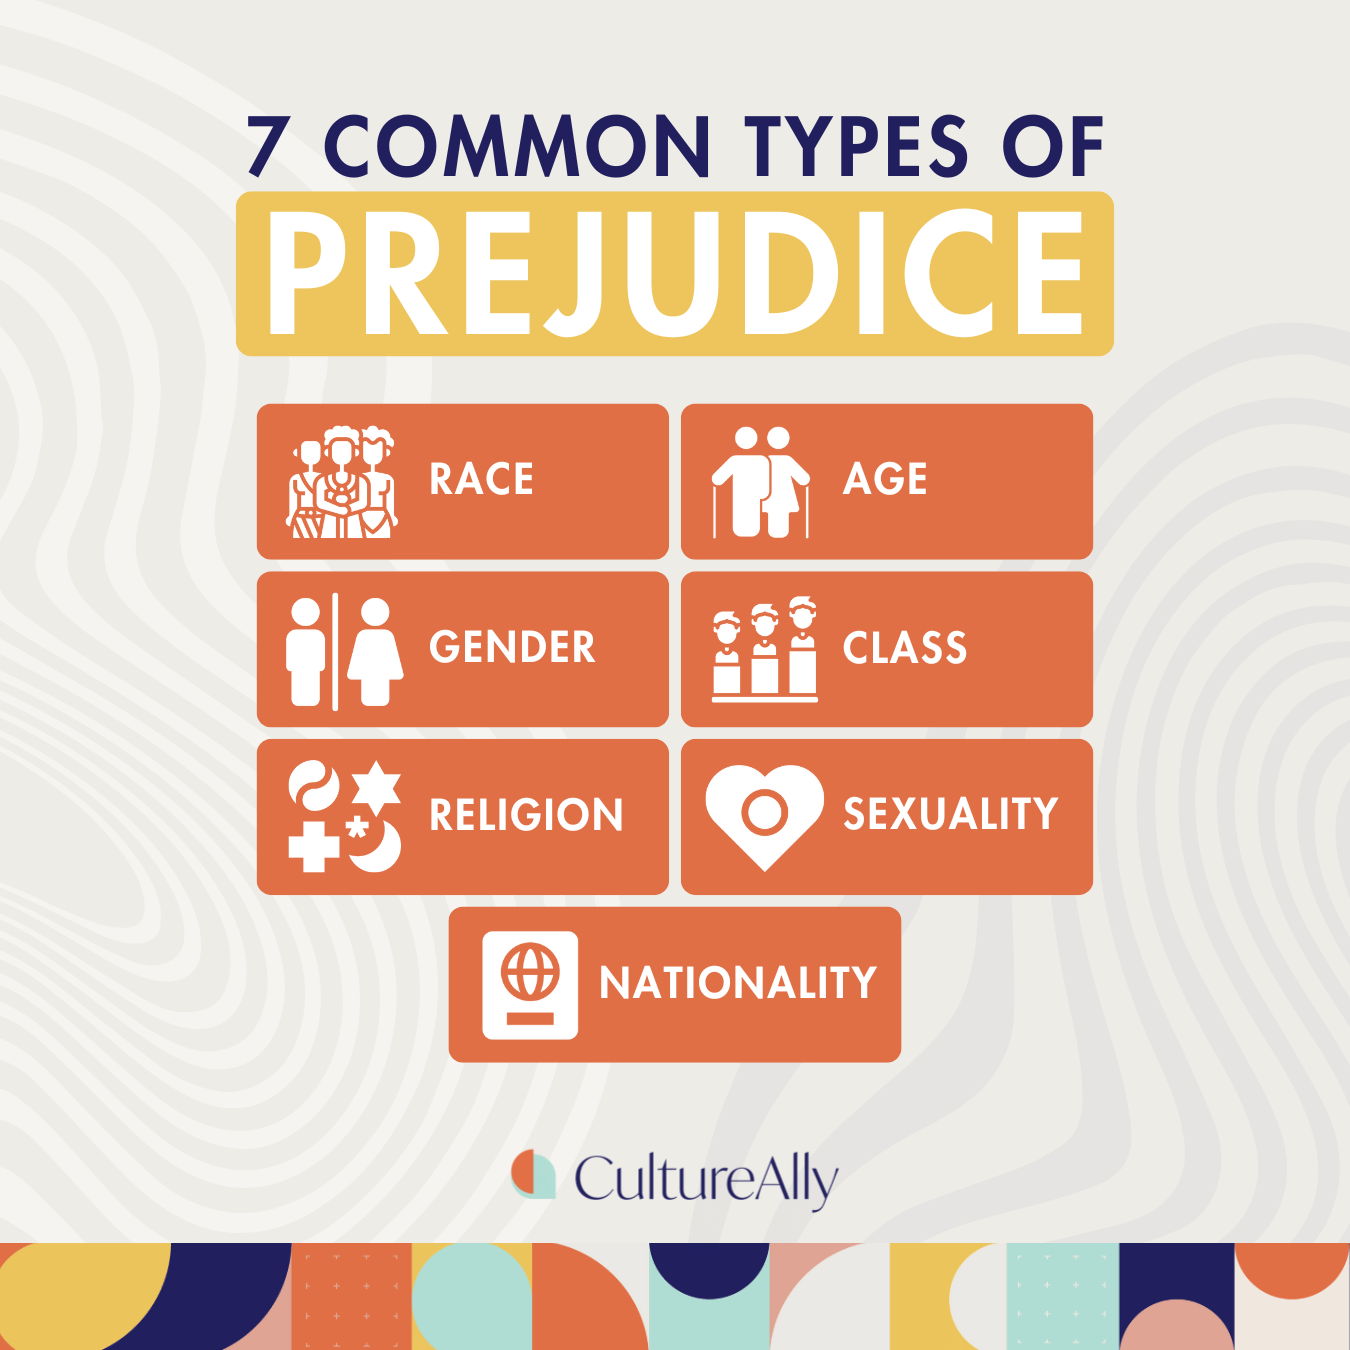 7 COMMON TYPES OF
PREJUDICE
RACE
AGE
GENDER
CLASS
RELIGION
SEXUALITY
NATIONALITY
CultureAlly